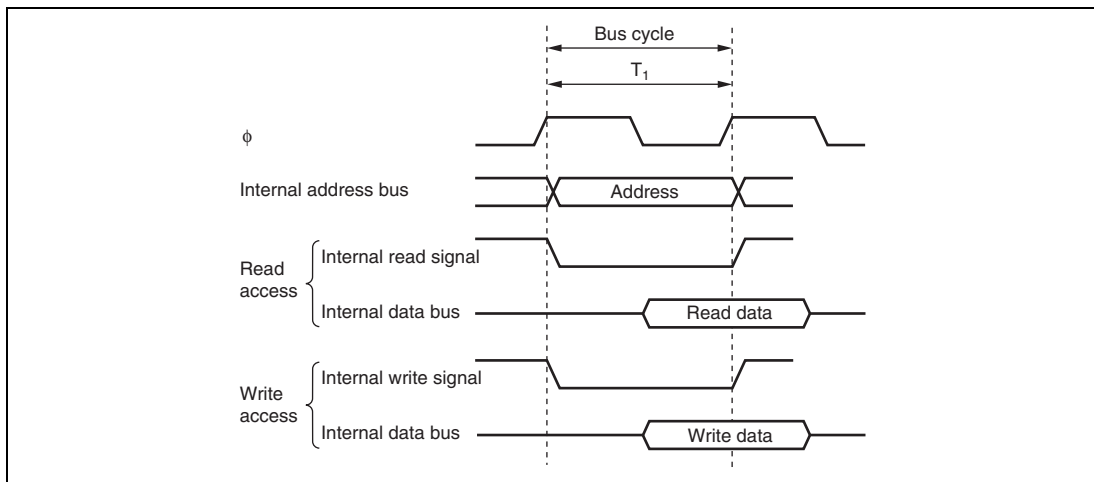 Bus cycle
T₁
ϕ
Internal address bus
Address
Read
access
Internal read signal
Internal data bus
Read data
Write
access
Internal write signal
Internal data bus
Write data